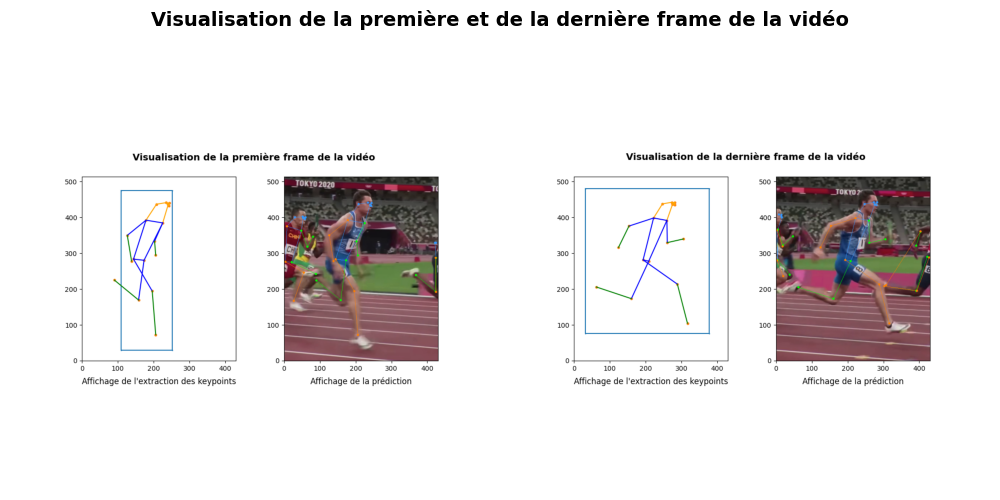 Visualisation de la première et de la dernière frame de la vidéo
Visualisation de la première frame de la vidéo
500
400
300
200
100
0
0 100 200 300 400
Affichage de l'extraction des keypoints
500
400
300
200
100
0
TOKYO 2020
0 100 200 300 400
Affichage de la prédiction
Visualisation de la dernière frame de la vidéo
500
400
300
200
100
0
0 100 200 300 400
Affichage de l'extraction des keypoints
500
400
300
200
100
0
0 100 200 300 400
Affichage de la prédiction